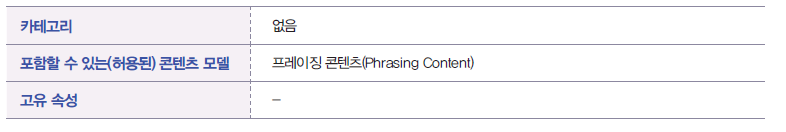 카테고리 없음
포함할 수 있는(허용된) 콘텐츠 모델 프레이징 콘텐츠(Phrasing Content)
고유 속성 –